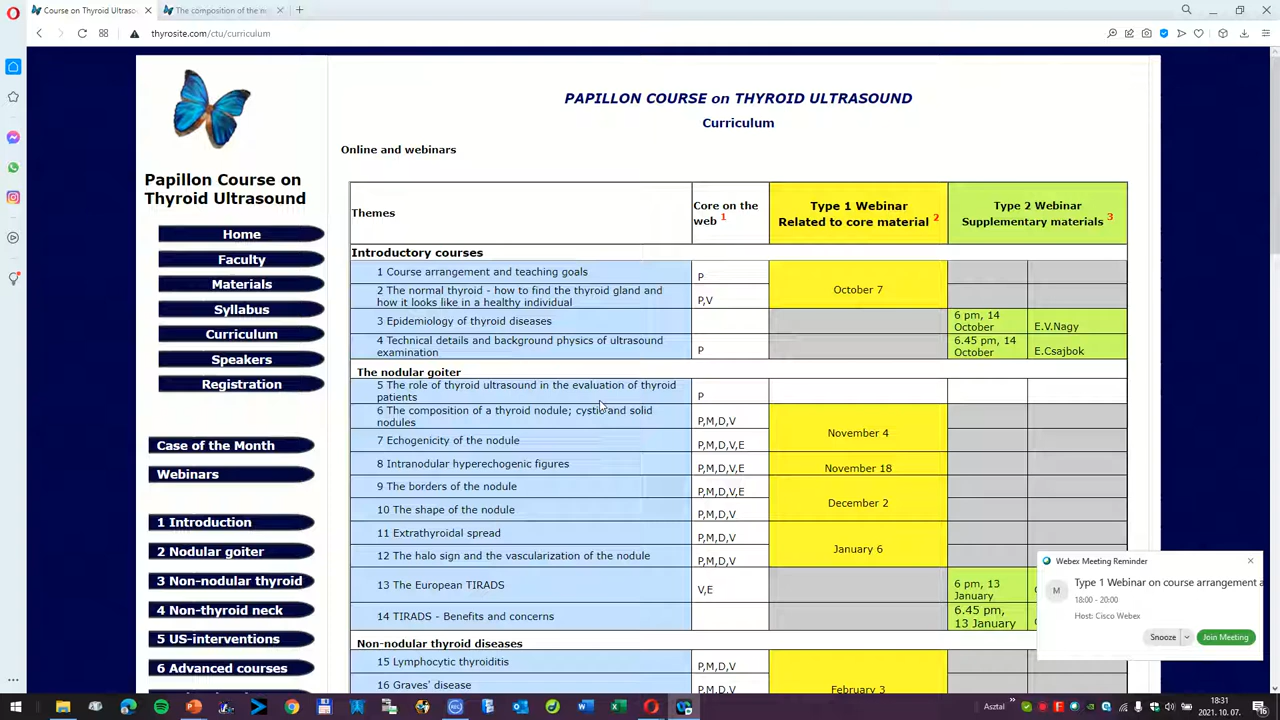 Course on Thyroid Ultrasou
The composition of the n
thyrosite.com/ctu/curriculum
Papillon Course on
Thyroid Ultrasound
Home
Faculty
Materials
Syllabus
Curriculum
Speakers
Registration
Case of the Month
Webinars
1 Introduction
2 Nodular goiter
3 Non-nodular thyroid
4 Non-thyroid neck
5 US-interventions
6 Advanced courses
PAPILLON COURSE on THYROID ULTRASOUND
Curriculum
Online and webinars
Themes
Core on the
web 1
Type 1 Webinar
Related to core material 2
Type 2 Webinar
Supplementary materials 3
Introductory courses
1 Course arrangement and teaching goals
P
October 7
2 The normal thyroid - how to find the thyroid gland and
how it looks like in a healthy individual
P,V
3 Epidemiology of thyroid diseases
6 pm, 14
October
E.V.Nagy
4 Technical details and background physics of ultrasound
examination
P
6.45 pm, 14
October
E.Csajbok
The nodular goiter
5 The role of thyroid ultrasound in the evaluation of thyroid
patients
P
6 The composition of a thyroid nodule; cystic and solid
nodules
P,M,D,V
November 4
7 Echogenicity of the nodule
P,M,D,V,E
8 Intranodular hyperechogenic figures
P,M,D,V,E
November 18
9 The borders of the nodule
P,M,D,V,E
December 2
10 The shape of the nodule
P,M,D,V
11 Extrathyroidal spread
P,M,D,V
January 6
12 The halo sign and the vascularization of the nodule
P,M,D,V
13 The European TIRADS
V,E
6 pm, 13
January
14 TIRADS - Benefits and concerns
6.45 pm,
13 January
Non-nodular thyroid diseases
15 Lymphocytic thyroiditis
P,M,D,V
16 Graves' disease
P,M,D,V
February 3
Webex Meeting Reminder
M
Type 1 Webinar on course arrangement a
18:00 - 20:00
Host: Cisco Webex
Snooze
Join Meeting
Asztal
18:31
2021. 10. 07.